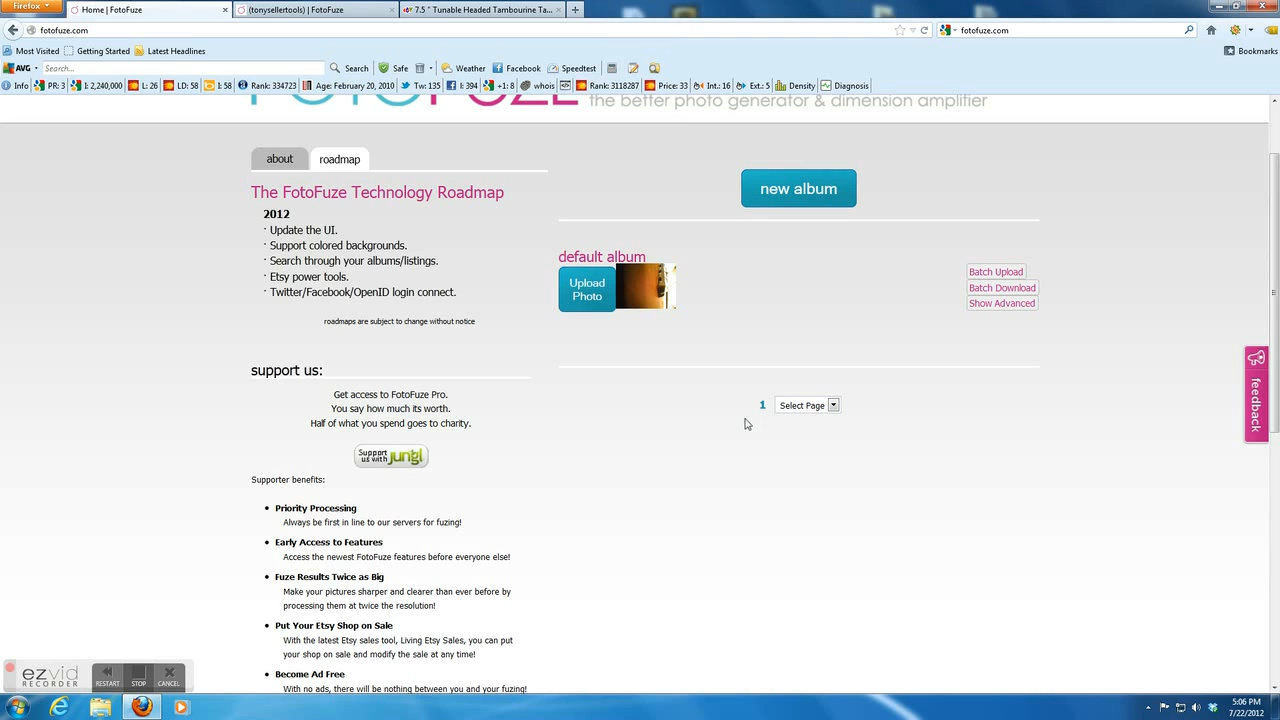 Firefox
Home | FotoFuze
(tonysellertools) | FotoFuze
7.5 " Tunable Headed Tambourine Ta...
fotofuze.com
fotofuze.com
Most Visited
Getting Started
Latest Headlines
Bookmarks
AVG
Search...
Search
Safe
Weather
Facebook
Speedtest
Info
PR: 3
I: 2,240,000
L: 26
LD: 58
I: 58
Rank: 334723
Age: February 20, 2010
Tw: 135
I: 394
+1: 8
whois
Rank: 3118287
Price: 33
Int.: 16
Ext.: 5
Density
Diagnosis
FOTOFUZE
the better photo generator & dimension amplifier
about
roadmap
The FotoFuze Technology Roadmap
2012
· Update the UI.
· Support colored backgrounds.
· Search through your albums/listings.
· Etsy power tools.
· Twitter/Facebook/OpenID login connect.
roadmaps are subject to change without notice
new album
default album
Upload
Photo
Batch Upload
Batch Download
Show Advanced
1
Select Page
feedback
support us:
Get access to FotoFuze Pro.
You say how much its worth.
Half of what you spend goes to charity.
Support
us with jungl
Supporter benefits:
• Priority Processing
Always be first in line to our servers for fuzing!
• Early Access to Features
Access the newest FotoFuze features before everyone else!
• Fuze Results Twice as Big
Make your pictures sharper and clearer than ever before by
processing them at twice the resolution!
• Put Your Etsy Shop on Sale
With the latest Etsy sales tool, Living Etsy Sales, you can put
your shop on sale and modify the sale at any time!
• Become Ad Free
With no ads, there will be nothing between you and your fuzing!
ezvid
RECORDER
RESTART
STOP
CANCEL
5:06 PM
7/22/2012